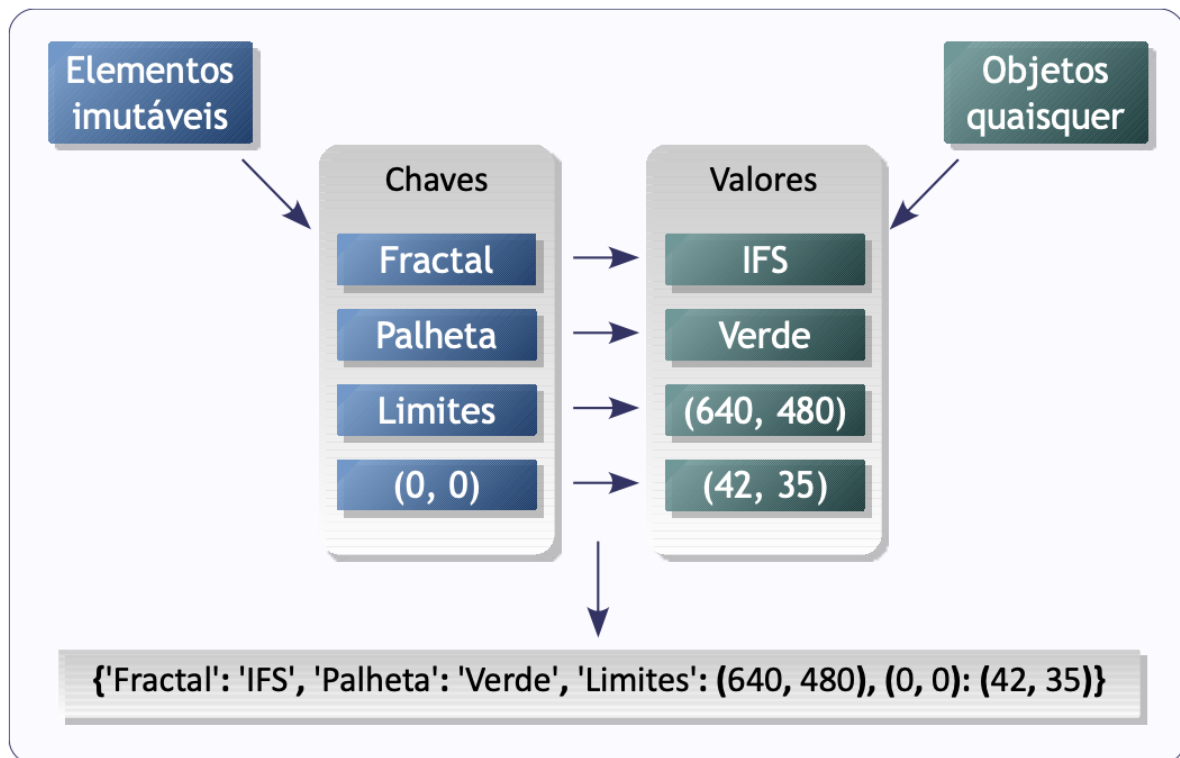 Elementos
imutáveis
Objetos
quaisquer
Chaves
Valores
Fractal
IFS
Palheta
Verde
Limites
(640, 480)
(0, 0)
(42, 35)
{'Fractal': 'IFS', 'Palheta': 'Verde', 'Limites': (640, 480), (0, 0): (42, 35)}